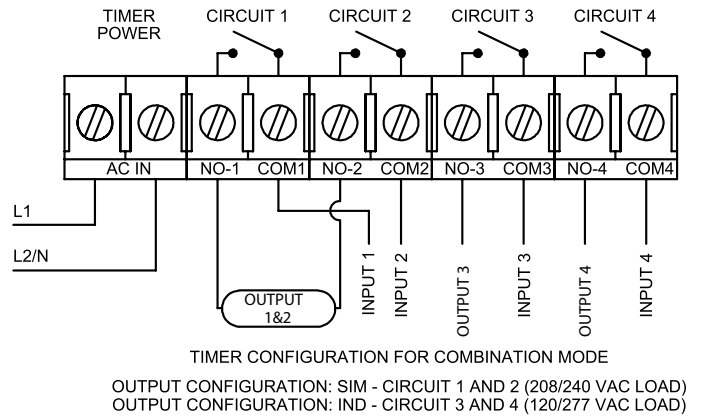 TIMER
POWER
CIRCUIT 1
CIRCUIT 2
CIRCUIT 3
CIRCUIT 4
AC IN
NO-1
COM1
NO-2
COM2
NO-3
COM3
NO-4
COM4
L1
L2/N
OUTPUT
1&2
INPUT 1
INPUT 2
OUTPUT 3
INPUT 3
OUTPUT 4
INPUT 4
TIMER CONFIGURATION FOR COMBINATION MODE
OUTPUT CONFIGURATION: SIM - CIRCUIT 1 AND 2 (208/240 VAC LOAD)
OUTPUT CONFIGURATION: IND - CIRCUIT 3 AND 4 (120/277 VAC LOAD)